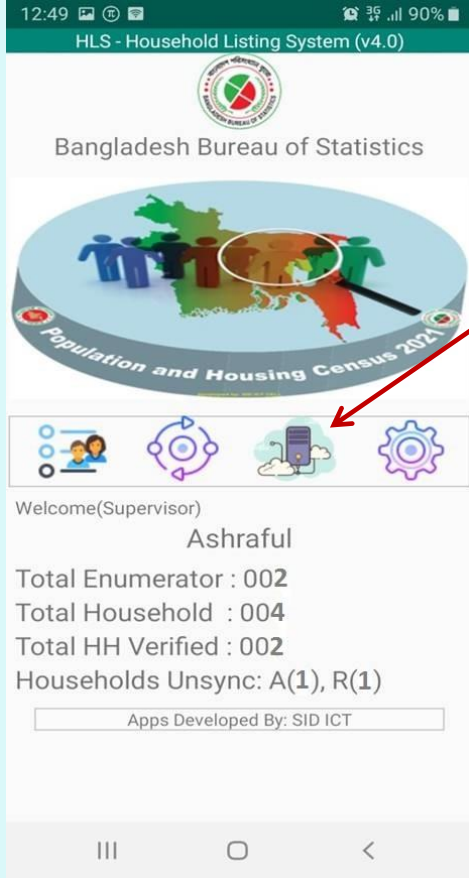 12:49 90%
HLS - Household Listing System (v4.0)
Bangladesh Bureau of Statistics
Population and Housing Census 2021
Welcome(Supervisor)
Ashraful
Total Enumerator : 002
Total Household : 004
Total HH Verified : 002
Households Unsync: A(1), R(1)
Apps Developed By: SID ICT